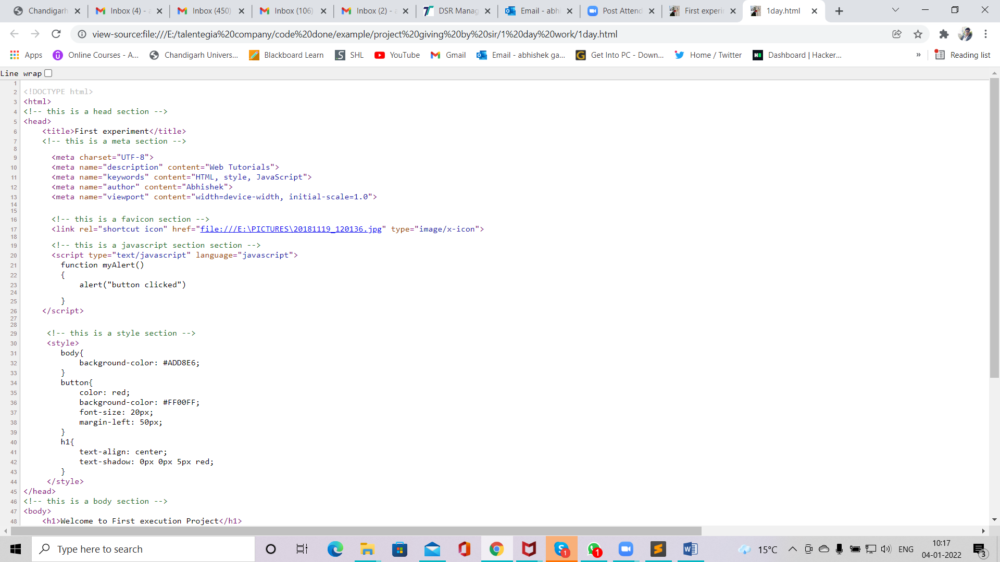 Chandigarh
Inbox (4) - a
Inbox (450)
Inbox (106)
Inbox (2) - a
DSR Manag
Email - abhi
Post Attend
First experi
1day.html
view-source:file:///E:/talentegia%20company/code%20done/example/project%20giving%20by%20sir/1%20day%20work/1day.html
Apps
Online Courses - A...
Chandigarh Univers...
Blackboard Learn
SHL
YouTube
Gmail
Email - abhishek ga...
Get Into PC - Down...
Home / Twitter
Dashboard | Hacker...
»
Reading list
Line wrap
1
2 <!DOCTYPE html>
3 <html>
4 <!-- this is a head section -->
5 <head>
6 <title>First experiment</title>
7 <!-- this is a meta section -->
8
9 <meta charset="UTF-8">
10 <meta name="description" content="Web Tutorials">
11 <meta name="keywords" content="HTML, style, JavaScript">
12 <meta name="author" content="Abhishek">
13 <meta name="viewport" content="width=device-width, initial-scale=1.0">
14
15
16 <!-- this is a favicon section -->
17 <link rel="shortcut icon" href="file:///E:\PICTURES\20181119_120136.jpg" type="image/x-icon">
18
19 <!-- this is a javascript section section -->
20 <script type="text/javascript" language="javascript">
21 function myAlert()
22 {
23 alert("button clicked")
24
25 }
26 </script>
27
28
29 <!-- this is a style section -->
30 <style>
31 body{
32 background-color: #ADD8E6;
33 }
34 button{
35 color: red;
36 background-color: #FF00FF;
37 font-size: 20px;
38 margin-left: 50px;
39 }
40 h1{
41 text-align: center;
42 text-shadow: 0px 0px 5px red;
43 }
44 </style>
45 </head>
46 <!-- this is a body section -->
47 <body>
48 <h1>Welcome to First execution Project</h1>
Type here to search
1
1
15°C
ENG
10:17
04-01-2022
3